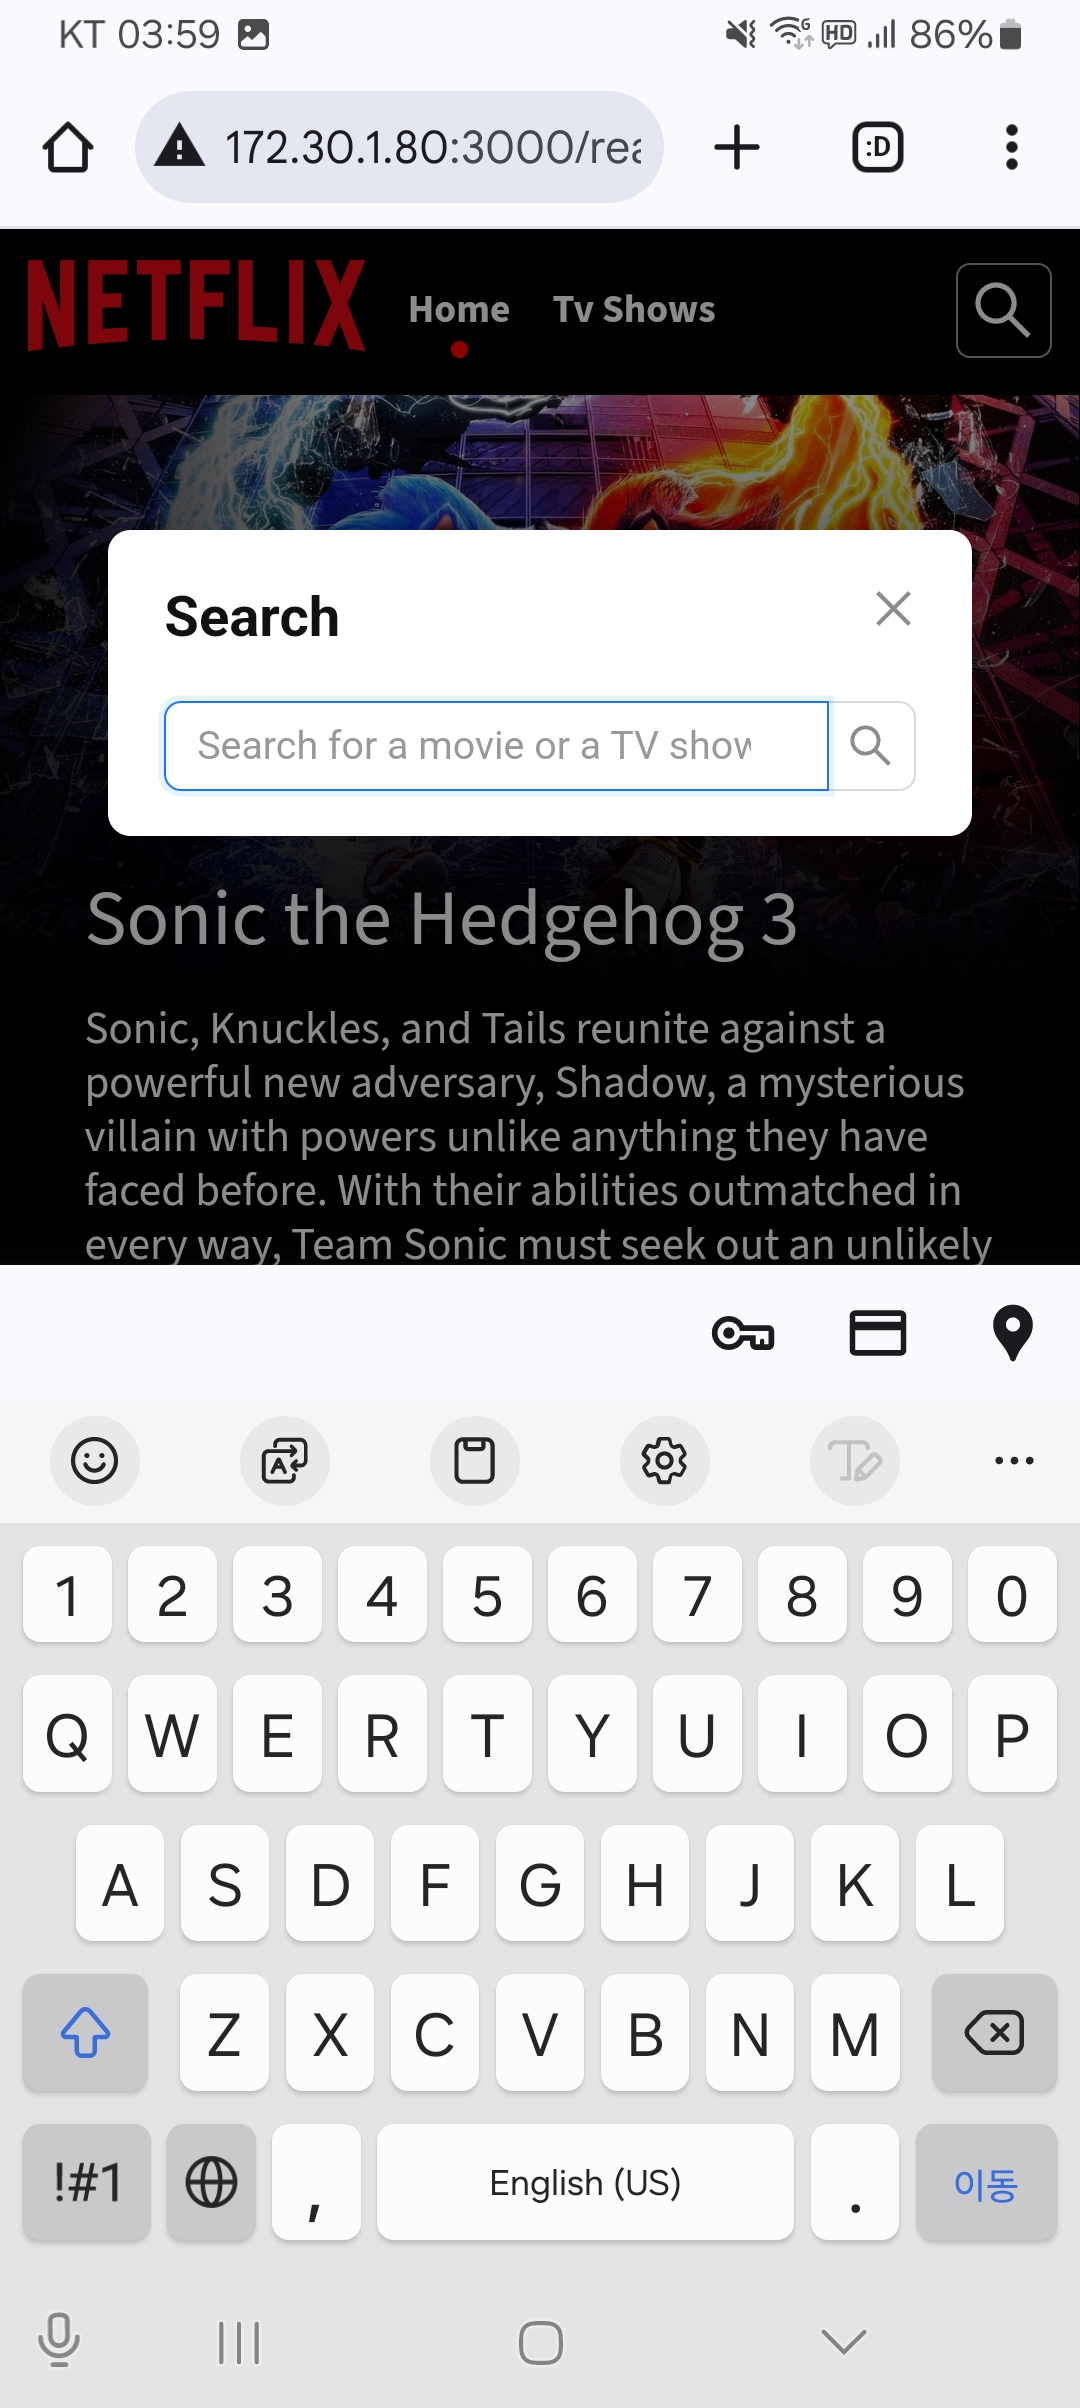 KT 03:59 HD 86%
172.30.1.80:3000/rea
:D
NETFLIX Home Tv Shows
Search
Search for a movie or a TV show
Sonic the Hedgehog 3
Sonic, Knuckles, and Tails reunite against a
powerful new adversary, Shadow, a mysterious
villain with powers unlike anything they have
faced before. With their abilities outmatched in
every way, Team Sonic must seek out an unlikely
1 2 3 4 5 6 7 8 9 0
Q W E R T Y U I O P
A S D F G H J K L
Z X C V B N M
!#1 , English (US) . 이동